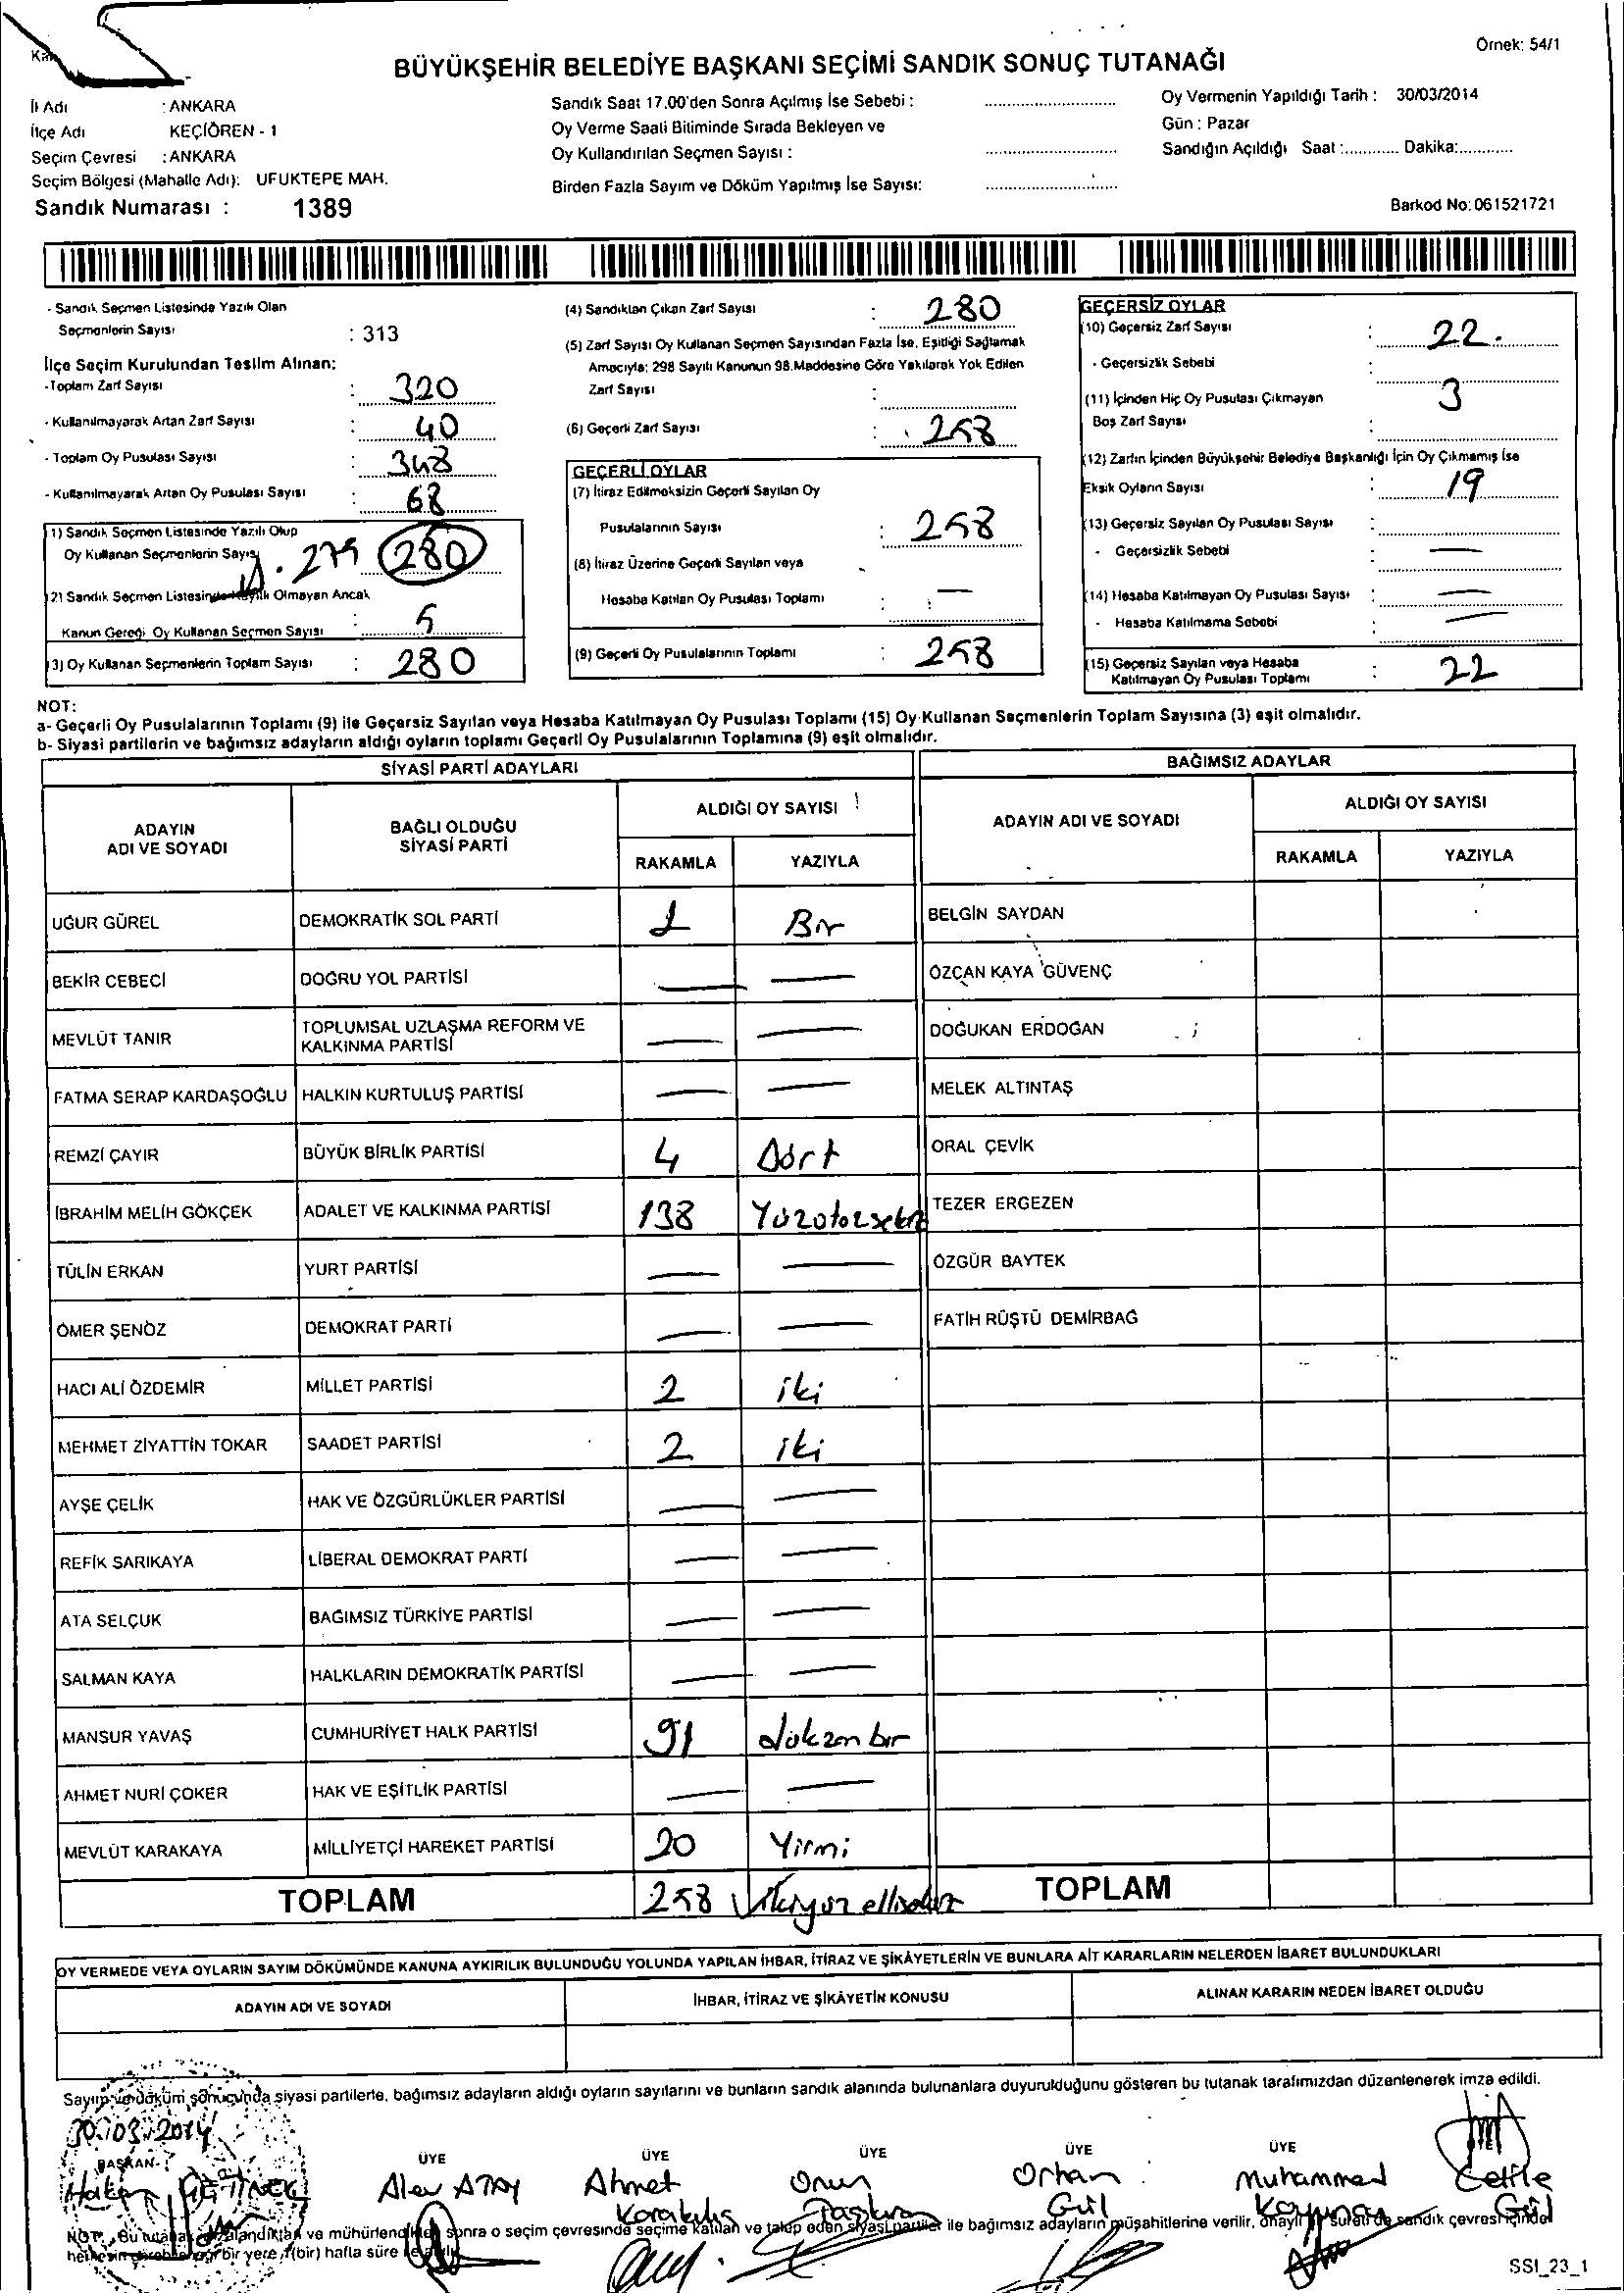 Örnek: 54/1
BÜYÜKŞEHİR BELEDİYE BAŞKANI SEÇİMİ SANDIK SONUÇ TUTANAĞI
İl Adı : ANKARA
İlçe Adı KEÇİÖREN - 1
Seçim Çevresi : ANKARA
Seçim Bölgesi (Mahalle Adı): UFUKTEPE MAH.
Sandık Numarası : 1389
Sandık Saat 17.00'den Sonra Açılmış İse Sebebi :
Oy Verme Saati Bitiminde Sırada Bekleyen ve
Oy Kullandırılan Seçmen Sayısı :
Birden Fazla Sayım ve Döküm Yapılmış İse Sayısı:
Oy Vermenin Yapıldığı Tarih : 30/03/2014
Gün : Pazar
Sandığın Açıldığı Saat :............ Dakika:............
Barkod No: 061521721
- Sandık Seçmen Listesinde Yazılı Olan
Seçmenlerin Sayısı : 313
İlçe Seçim Kurulundan Teslim Alınan:
- Toplam Zarf Sayısı : 320
- Kullanılmayarak Artan Zarf Sayısı : 40
- Toplam Oy Pusulası Sayısı : 348
- Kullanılmayarak Artan Oy Pusulası Sayısı : 68
1) Sandık Seçmen Listesinde Yazılı Olup
Oy Kullanan Seçmenlerin Sayısı 275 280
2) Sandık Seçmen Listesinde Kayıtlı Olmayan Ancak
Kanun Gereği Oy Kullanan Seçmen Sayısı : 5
(3) Oy Kullanan Seçmenlerin Toplam Sayısı : 280
(4) Sandıktan Çıkan Zarf Sayısı : 280
(5) Zarf Sayısı Oy Kullanan Seçmen Sayısından Fazla İse, Eşitliği Sağlamak
Amacıyla; 298 Sayılı Kanunun 98.Maddesine Göre Yakılarak Yok Edilen
Zarf Sayısı :
(6) Geçerli Zarf Sayısı : 258
GEÇERLİ OYLAR
(7) İtiraz Edilmeksizin Geçerli Sayılan Oy
Pusulalarının Sayısı : 258
(8) İtiraz Üzerine Geçerli Sayılan veya
Hesaba Katılan Oy Pusulası Toplamı : —
(9) Geçerli Oy Pusulalarının Toplamı : 258
GEÇERSİZ OYLAR
(10) Geçersiz Zarf Sayısı : 22.
- Geçersizlik Sebebi :
(11) İçinden Hiç Oy Pusulası Çıkmayan 3
Boş Zarf Sayısı :
(12) Zarfın İçinden Büyükşehir Belediye Başkanlığı İçin Oy Çıkmamış İse
Eksik Oyların Sayısı : 19
(13) Geçersiz Sayılan Oy Pusulası Sayısı :
- Geçersizlik Sebebi : —
(14) Hesaba Katılmayan Oy Pusulası Sayısı : —
- Hesaba Katılmama Sebebi : —
(15) Geçersiz Sayılan veya Hesaba
Katılmayan Oy Pusulası Toplamı : 22
NOT:
a- Geçerli Oy Pusulalarının Toplamı (9) ile Geçersiz Sayılan veya Hesaba Katılmayan Oy Pusulası Toplamı (15) Oy Kullanan Seçmenlerin Toplam Sayısına (3) eşit olmalıdır.
b- Siyasi partilerin ve bağımsız adayların aldığı oyların toplamı Geçerli Oy Pusulalarının Toplamına (9) eşit olmalıdır.
SİYASİ PARTİ ADAYLARI
ADAYIN ADI VE SOYADI
BAĞLI OLDUĞU SİYASİ PARTİ
ALDIĞI OY SAYISI
RAKAMLA YAZIYLA
UĞUR GÜREL DEMOKRATİK SOL PARTİ 1 Bir
BEKİR CEBECİ DOĞRU YOL PARTİSİ — —
MEVLÜT TANIR TOPLUMSAL UZLAŞMA REFORM VE KALKINMA PARTİSİ — —
FATMA SERAP KARDAŞOĞLU HALKIN KURTULUŞ PARTİSİ — —
REMZİ ÇAYIR BÜYÜK BİRLİK PARTİSİ 4 Dört
İBRAHİM MELİH GÖKÇEK ADALET VE KALKINMA PARTİSİ 138 Yüzotuzsekiz
TÜLİN ERKAN YURT PARTİSİ — —
ÖMER ŞENÖZ DEMOKRAT PARTİ — —
HACI ALİ ÖZDEMİR MİLLET PARTİSİ 2 iki
MEHMET ZİYATTİN TOKAR SAADET PARTİSİ 2 iki
AYŞE ÇELİK HAK VE ÖZGÜRLÜKLER PARTİSİ — —
REFİK SARIKAYA LİBERAL DEMOKRAT PARTİ — —
ATA SELÇUK BAĞIMSIZ TÜRKİYE PARTİSİ — —
SALMAN KAYA HALKLARIN DEMOKRATİK PARTİSİ — —
MANSUR YAVAŞ CUMHURİYET HALK PARTİSİ 91 doksan bir
AHMET NURİ ÇOKER HAK VE EŞİTLİK PARTİSİ — —
MEVLÜT KARAKAYA MİLLİYETÇİ HAREKET PARTİSİ 20 Yirmi
TOPLAM 258 ikiyüzellisekiz
BAĞIMSIZ ADAYLAR
ADAYIN ADI VE SOYADI
ALDIĞI OY SAYISI
RAKAMLA YAZIYLA
BELGİN SAYDAN
ÖZCAN KAYA GÜVENÇ
DOĞUKAN ERDOĞAN
MELEK ALTINTAŞ
ORAL ÇEVİK
TEZER ERGEZEN
ÖZGÜR BAYTEK
FATİH RÜŞTÜ DEMİRBAĞ
TOPLAM
OY VERMEDE VEYA OYLARIN SAYIM DÖKÜMÜNDE KANUNA AYKIRILIK BULUNDUĞU YOLUNDA YAPILAN İHBAR, İTİRAZ VE ŞİKÂYETLERİN VE BUNLARA AİT KARARLARIN NELERDEN İBARET BULUNDUKLARI
ADAYIN ADI VE SOYADI İHBAR, İTİRAZ VE ŞİKÂYETİN KONUSU ALINAN KARARIN NEDEN İBARET OLDUĞU
Sayım ve döküm sonucunda siyasi partilerle, bağımsız adayların aldığı oyların sayılarını ve bunların sandık alanında bulunanlara duyurulduğunu gösteren bu tutanak tarafımızdan düzenlenerek imza edildi.
30.03.2014
BAŞKAN ÜYE ÜYE ÜYE ÜYE ÜYE
Hakan Alev ATAY Ahmet Onur Orhan Muhammed
Karakılıç Gül Gül
NOT: Bu tutanak imzalandıktan ve mühürlendikten sonra o seçim çevresinde seçime katılan ve talep eden siyasi partiler ile bağımsız adayların müşahitlerine verilir, onaylı sureti de sandık çevresi içinde
herkesin görebileceği bir yere 1(bir) hafta süre ile asılır
SSI_23_1